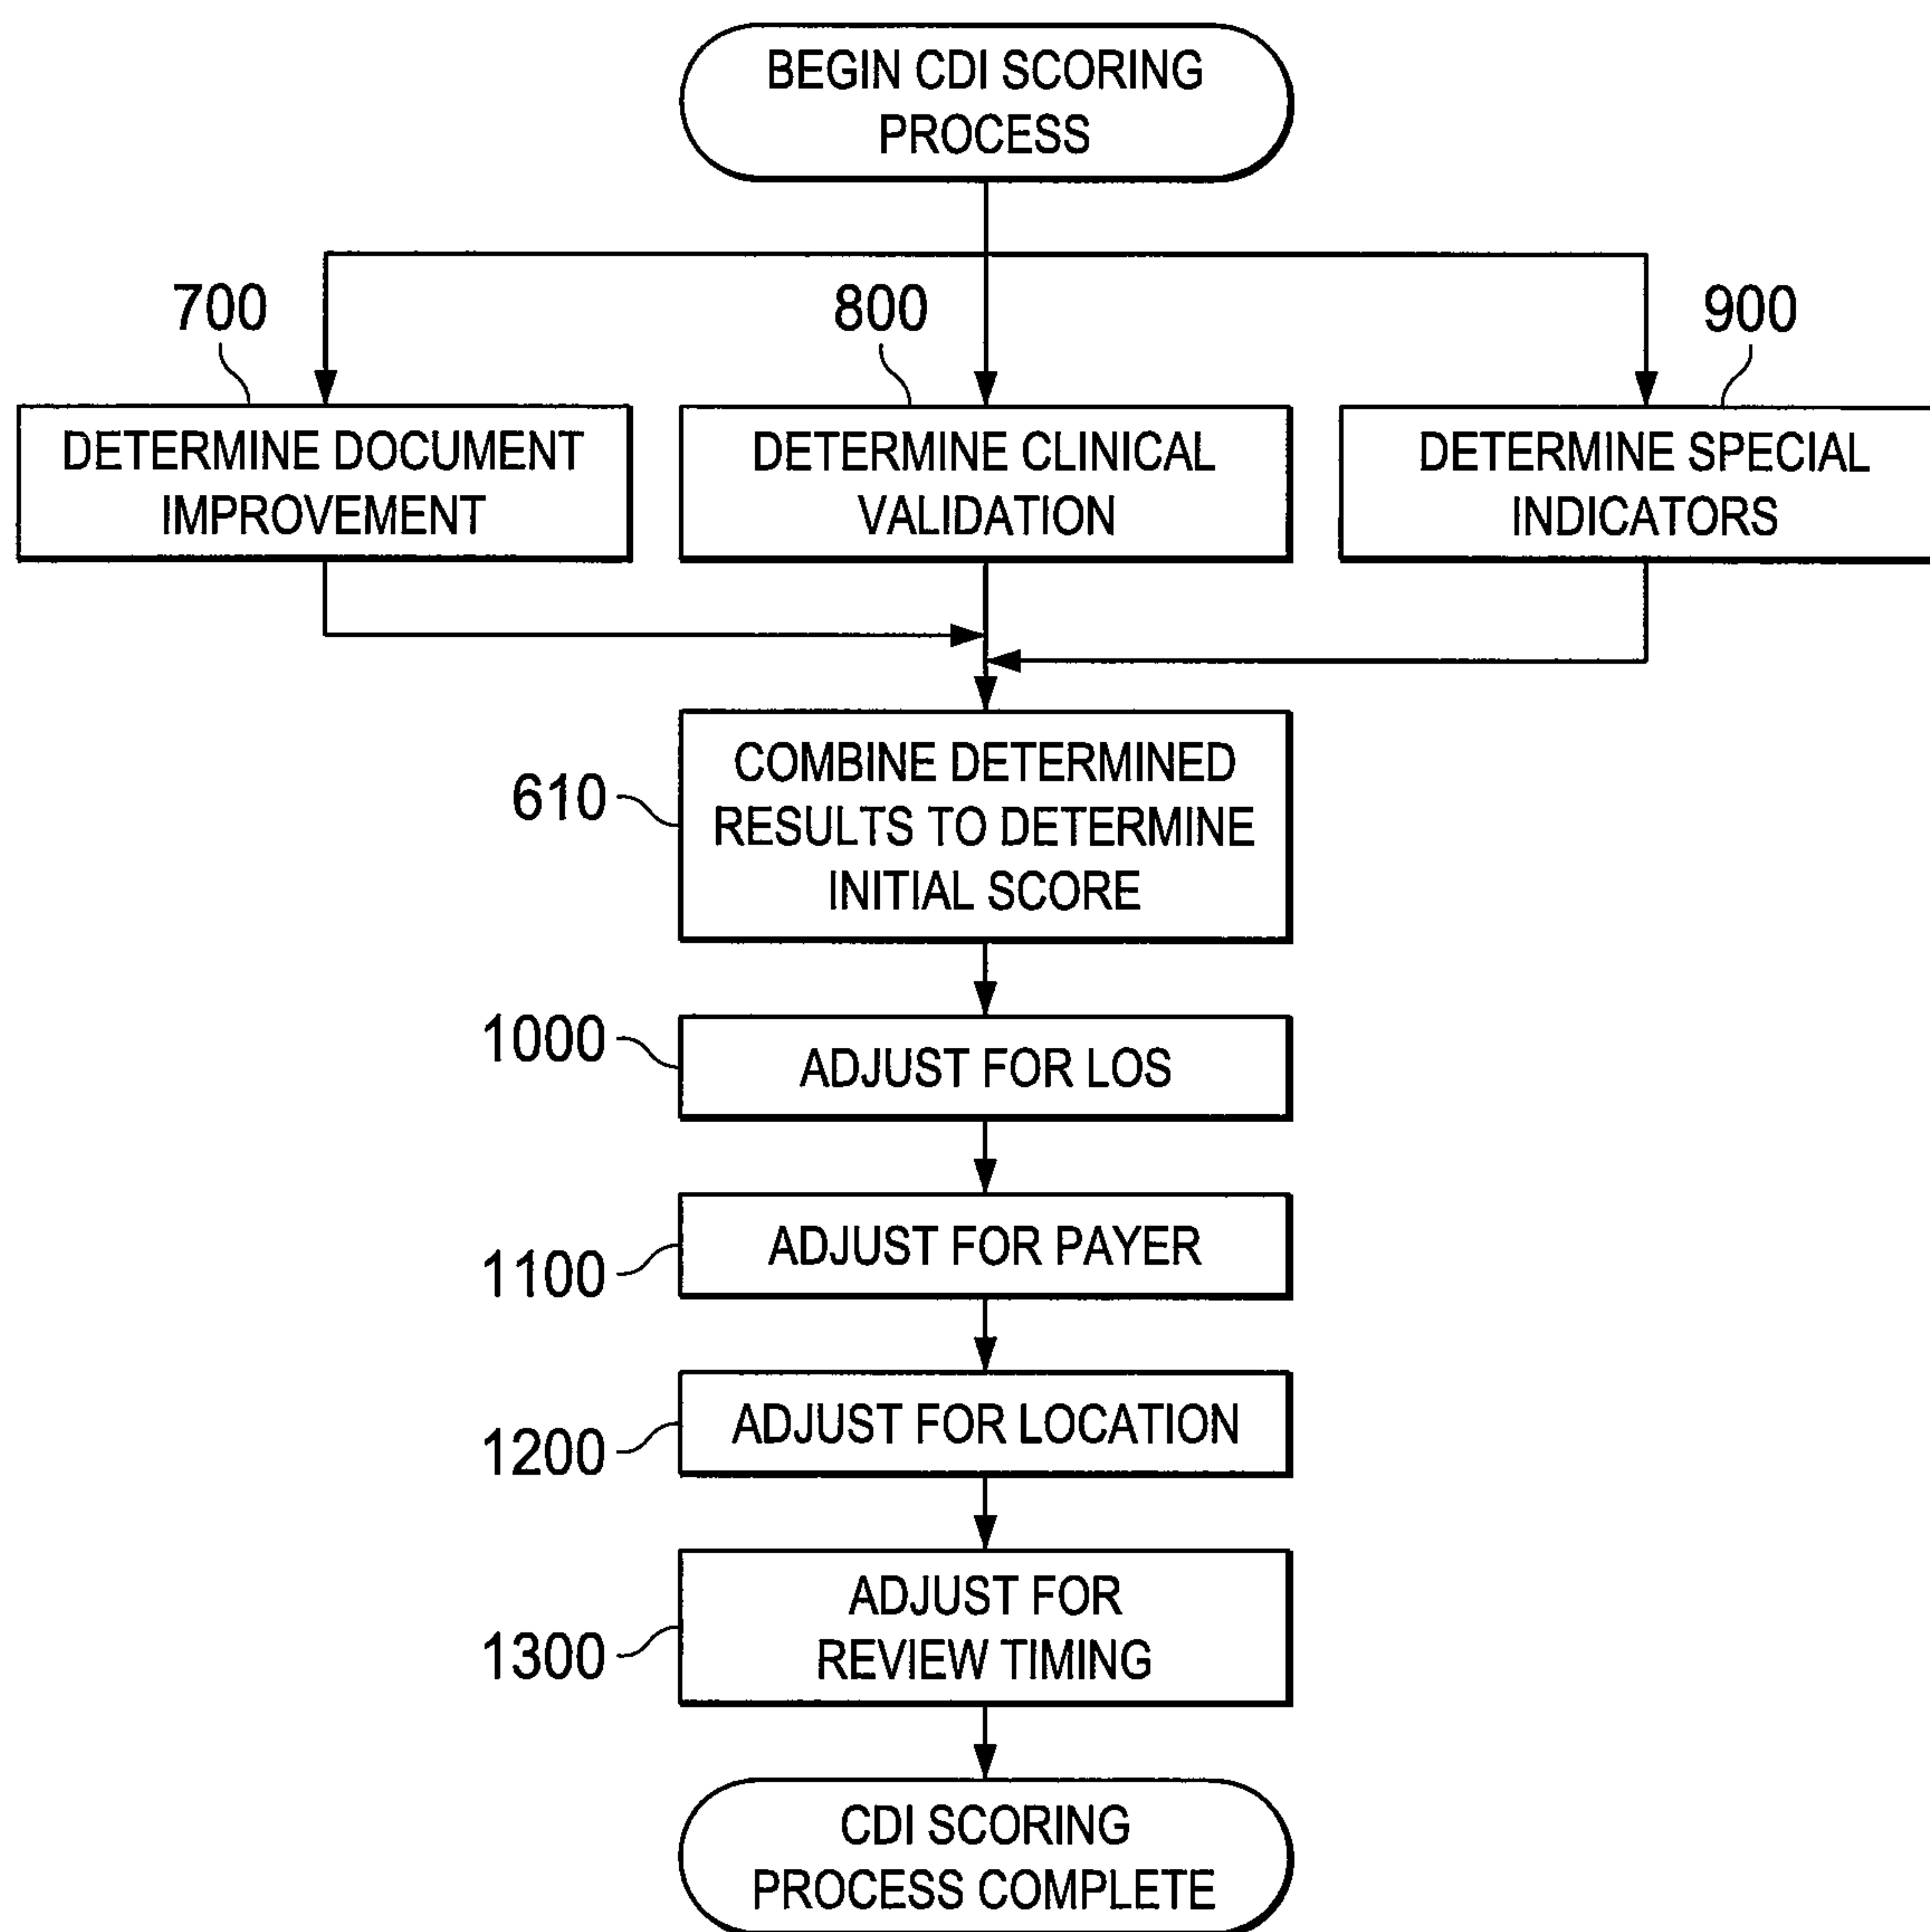 BEGIN CDI SCORING
PROCESS
700
800
900
DETERMINE DOCUMENT
IMPROVEMENT
DETERMINE CLINICAL
VALIDATION
DETERMINE SPECIAL
INDICATORS
610
COMBINE DETERMINED
RESULTS TO DETERMINE
INITIAL SCORE
1000
ADJUST FOR LOS
1100
ADJUST FOR PAYER
1200
ADJUST FOR LOCATION
1300
ADJUST FOR
REVIEW TIMING
CDI SCORING
PROCESS COMPLETE